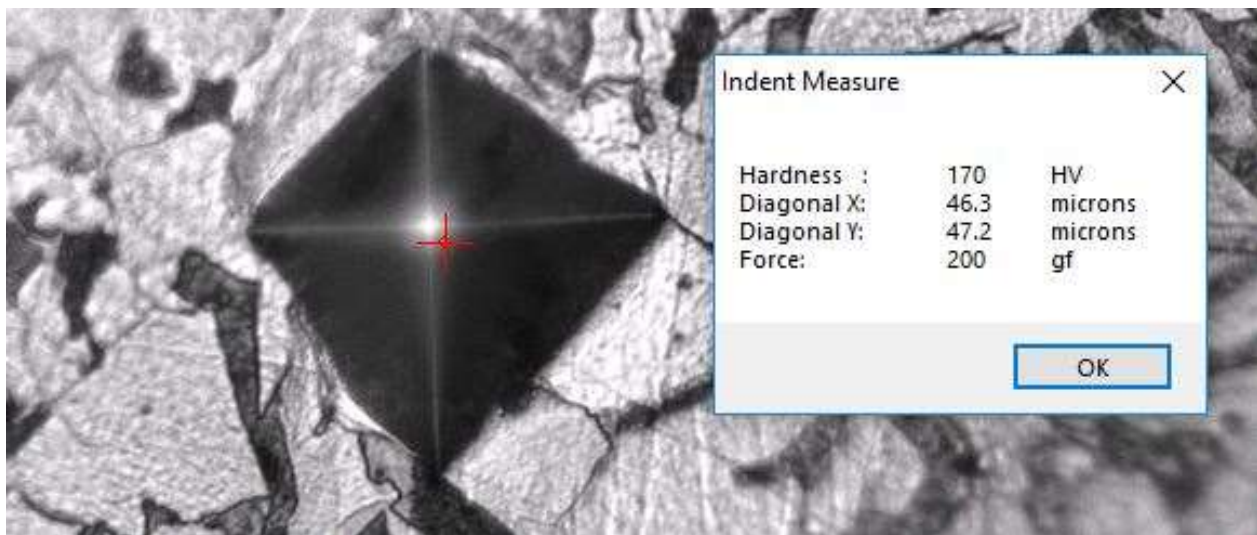 Indent Measure
Hardness : 170 HV
Diagonal X: 46.3 microns
Diagonal Y: 47.2 microns
Force: 200 gf
OK